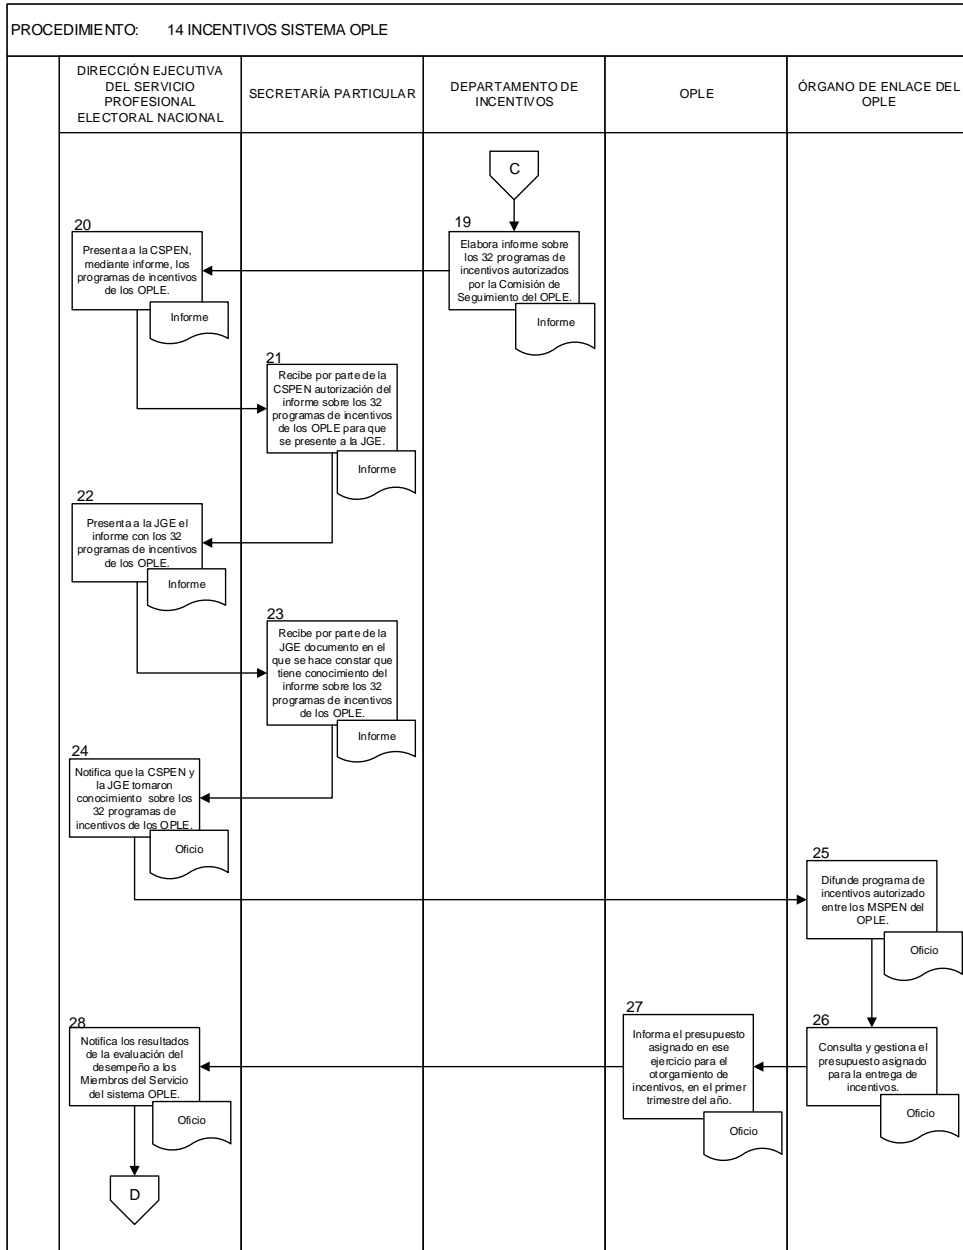 PROCEDIMIENTO: 14 INCENTIVOS SISTEMA OPLE
DIRECCIÓN EJECUTIVA
DEL SERVICIO
PROFESIONAL
ELECTORAL NACIONAL
SECRETARÍA PARTICULAR
DEPARTAMENTO DE
INCENTIVOS
OPLE
ÓRGANO DE ENLACE DEL
OPLE
C
19
Elabora informe sobre
los 32 programas de
incentivos autorizados
por la Comisión de
Seguimiento del OPLE.
Informe
20
Presenta a la CSPEN,
mediante informe, los
programas de incentivos
de los OPLE.
Informe
21
Recibe por parte de la
CSPEN autorización del
informe sobre los 32
programas de incentivos
de los OPLE para que
se presente a la JGE.
Informe
22
Presenta a la JGE el
informe con los 32
programas de incentivos
de los OPLE.
Informe
23
Recibe por parte de la
JGE documento en el
que se hace constar que
tiene conocimiento del
informe sobre los 32
programas de incentivos
de los OPLE.
Informe
24
Notifica que la CSPEN y
la JGE tomaron
conocimiento sobre los
32 programas de
incentivos de los OPLE.
Oficio
25
Difunde programa de
incentivos autorizado
entre los MSPEN del
OPLE.
Oficio
26
Consulta y gestiona el
presupuesto asignado
para la entrega de
incentivos.
Oficio
27
Informa el presupuesto
asignado en ese
ejercicio para el
otorgamiento de
incentivos, en el primer
trimestre del año.
Oficio
28
Notifica los resultados
de la evaluación del
desempeño a los
Miembros del Servicio
del sistema OPLE.
Oficio
D